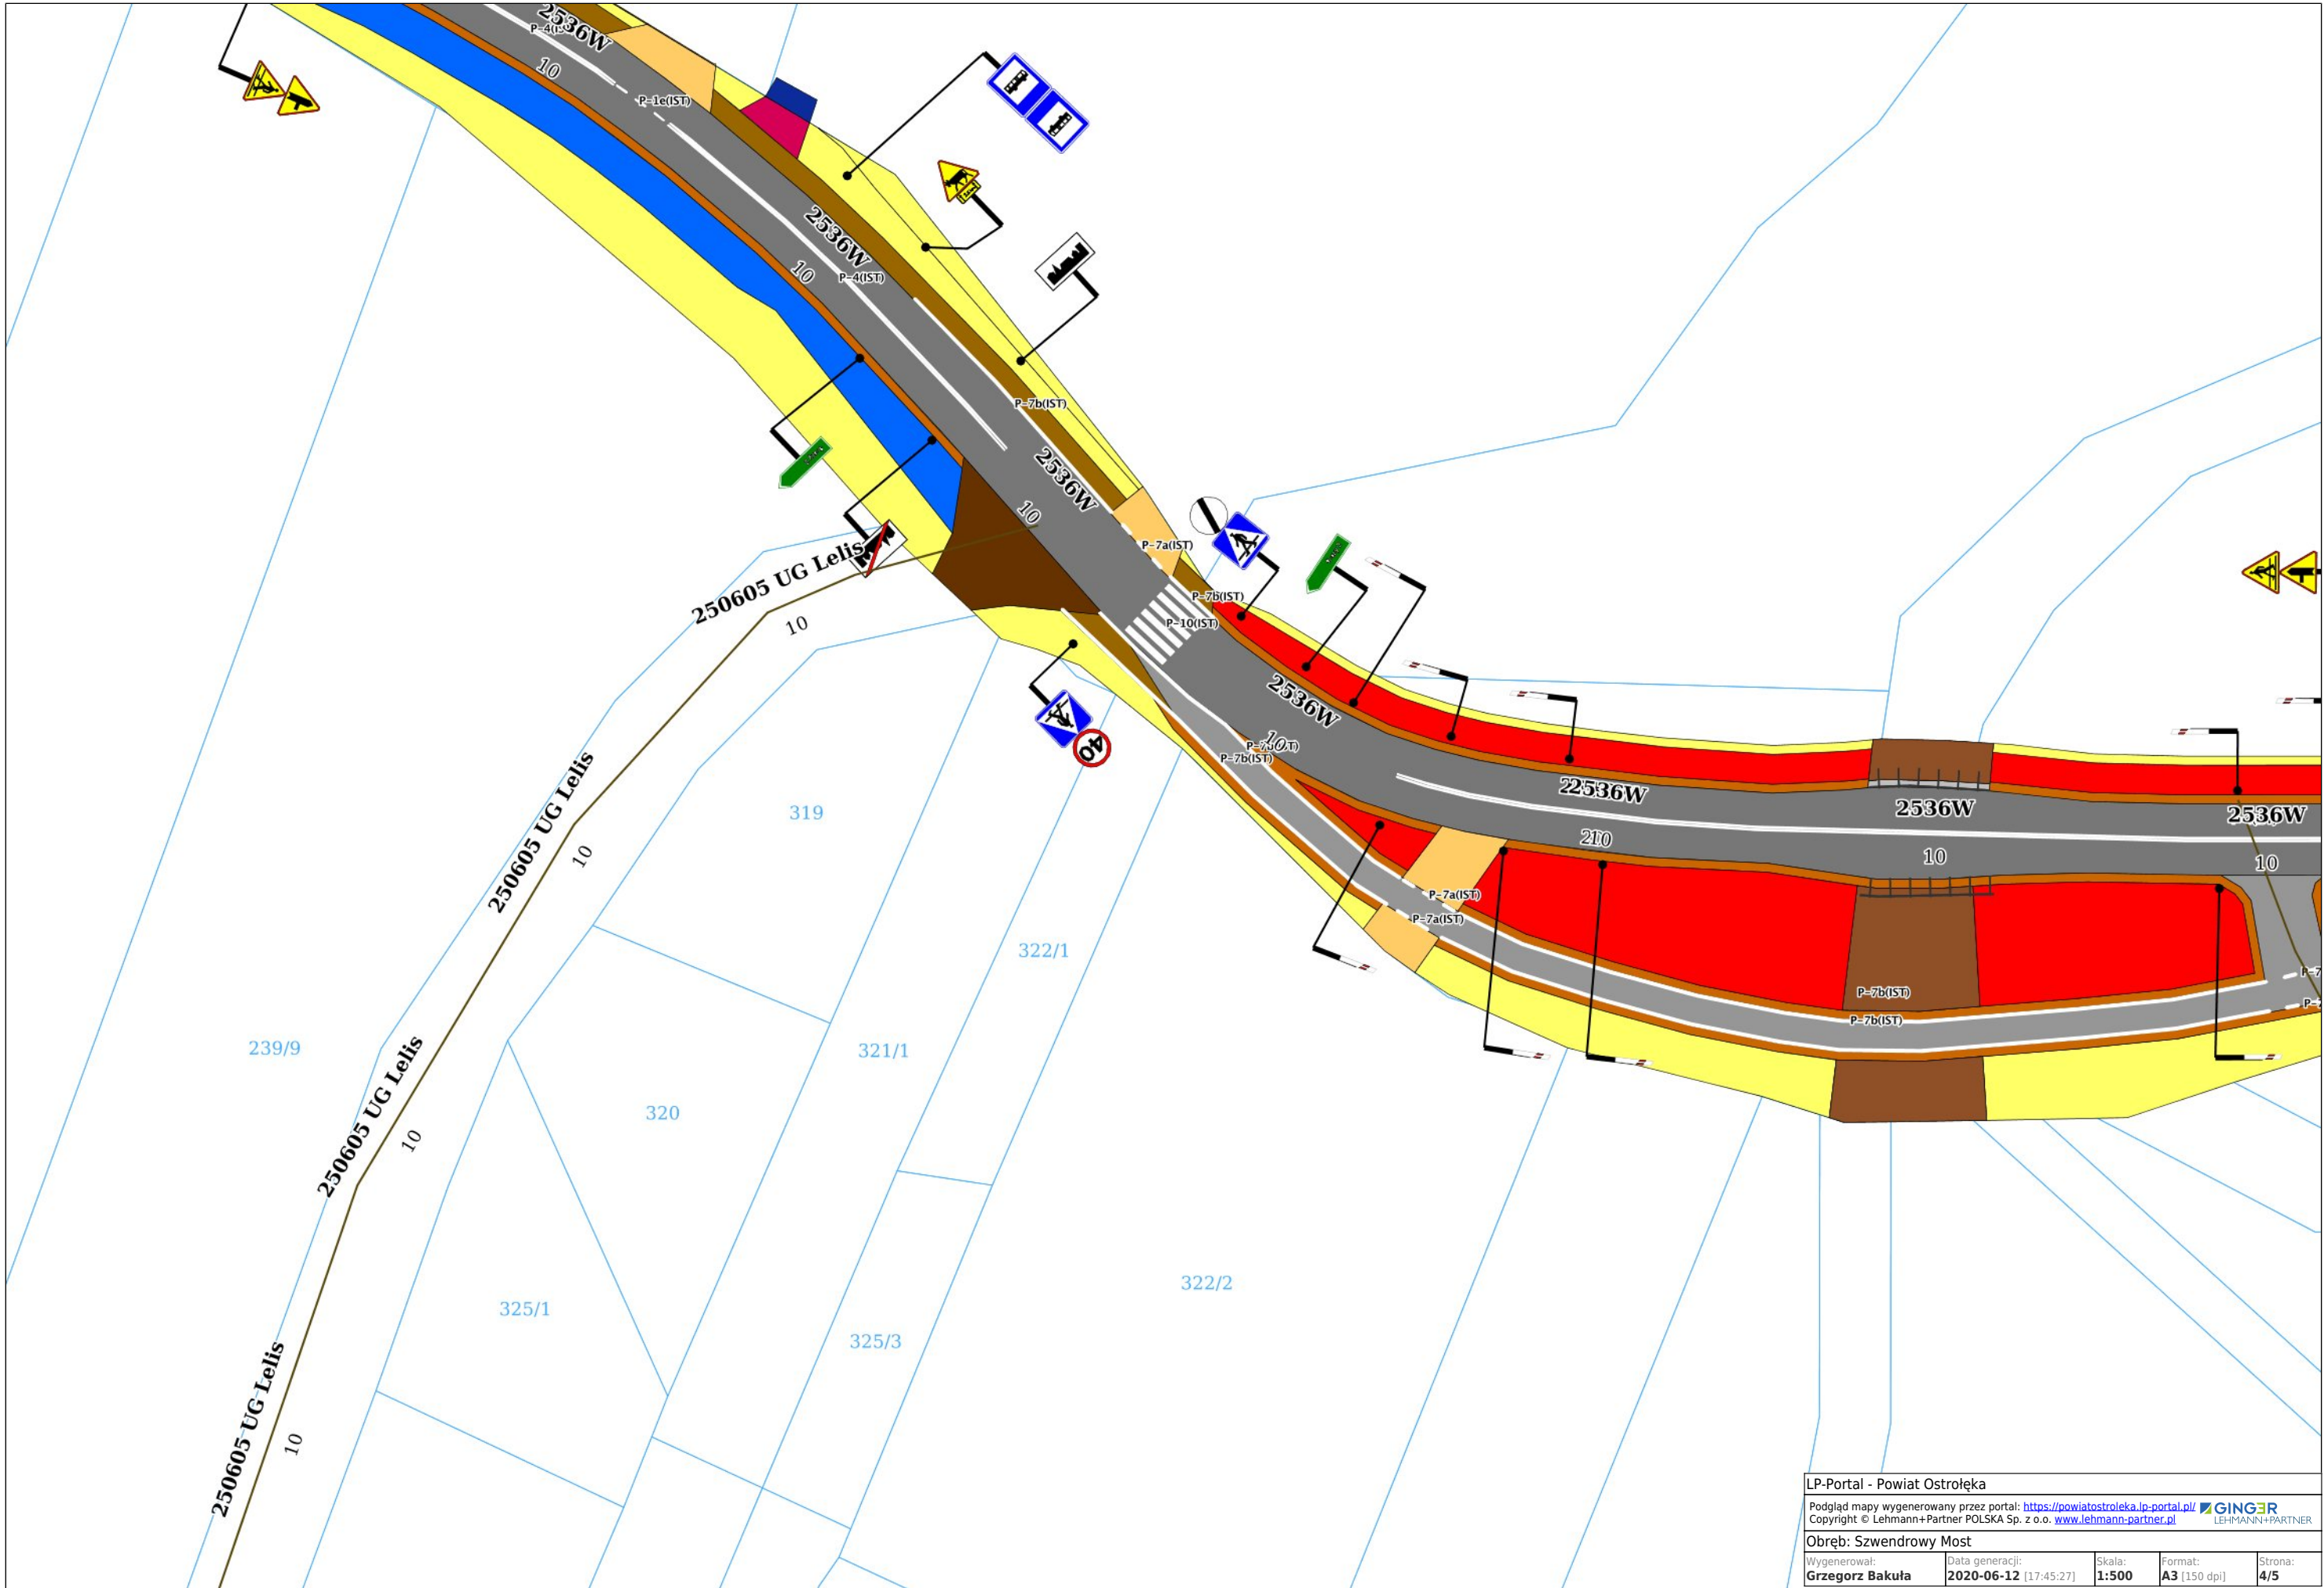 2536W
P-4(IST)
10
P-1e(IST)
2536W
10
P-4(IST)
P-7b(IST)
2536W
10
P-7a(IST)
250605 UG Lelis
10
P-7b(IST)
P-10(IST)
2536W
40
10
P-7b(IST)
22536W
2536W
2536W
210
10
10
250605 UG Lelis
10
319
P-7a(IST)
P-7a(IST)
322/1
P-7b(IST)
P-7b(IST)
239/9
321/1
250605 UG Lelis
10
320
322/2
325/1
325/3
250605 UG Lelis
10
LP-Portal - Powiat Ostrołęka
Podgląd mapy wygenerowany przez portal: https://powiatostroleka.lp-portal.pl/
Copyright © Lehmann+Partner POLSKA Sp. z o.o. www.lehmann-partner.pl
GINGER
LEHMANN+PARTNER
Obręb: Szwendrowy Most
Wygenerował: Data generacji: Skala: Format: Strona:
Grzegorz Bakuła 2020-06-12 [17:45:27] 1:500 A3 [150 dpi] 4/5